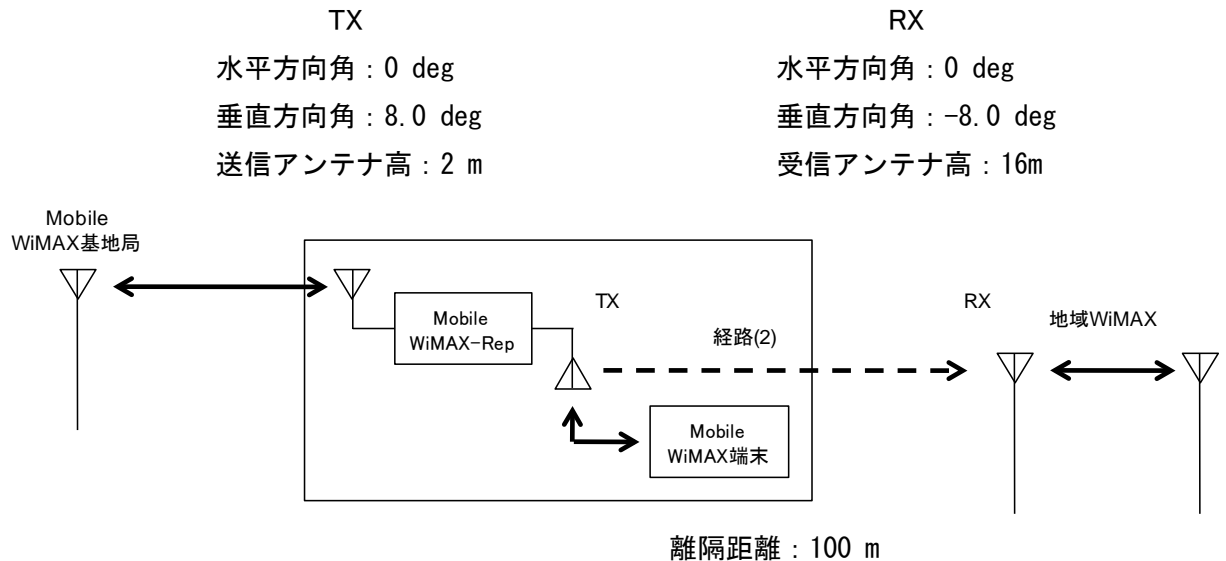 TX
水平方向角：0 deg
垂直方向角：8.0 deg
送信アンテナ高：2 m
RX
水平方向角：0 deg
垂直方向角：-8.0 deg
受信アンテナ高：16m
Mobile
WiMAX基地局
Mobile
WiMAX-Rep
TX
経路(2)
RX
地域WiMAX
Mobile
WiMAX端末
離隔距離：100 m